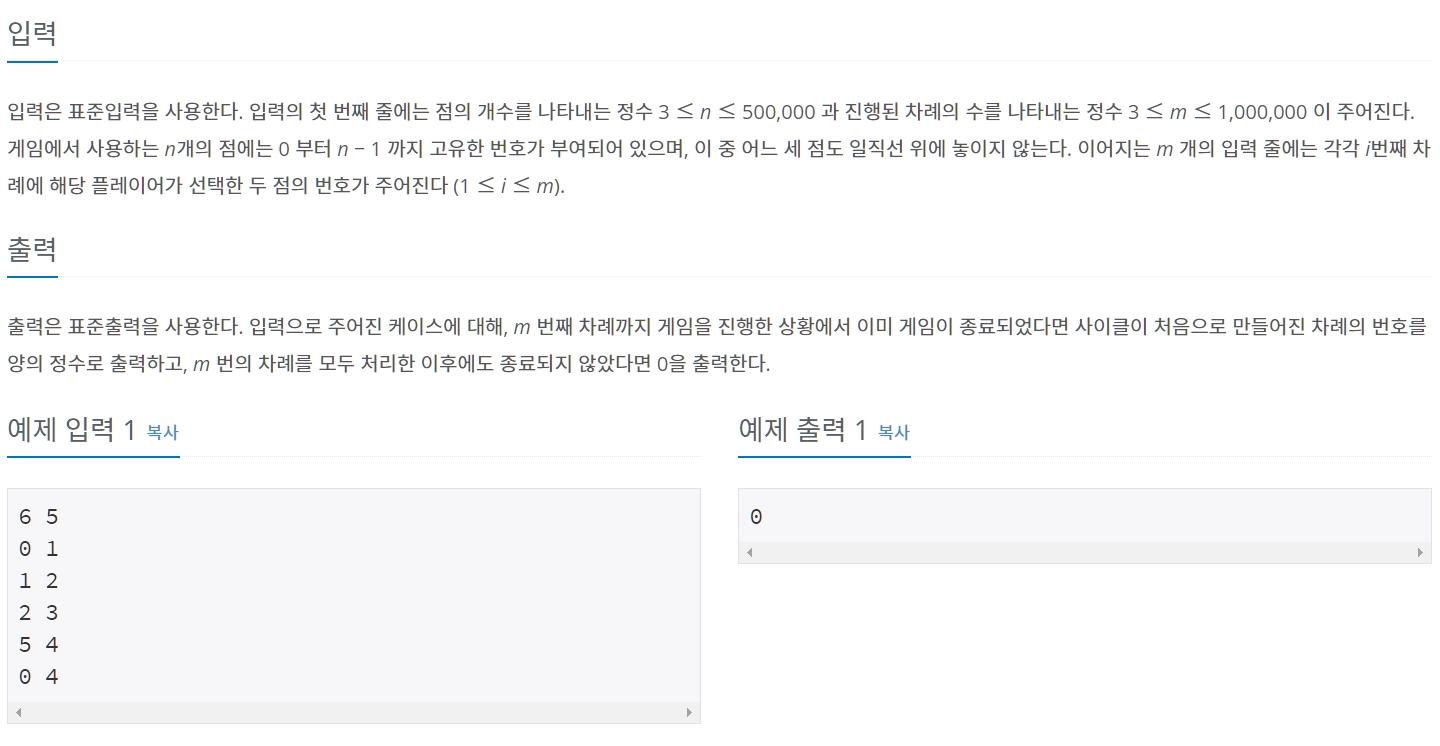 입력
입력은 표준입력을 사용한다. 입력의 첫 번째 줄에는 점의 개수를 나타내는 정수 3 ≤ n ≤ 500,000 과 진행된 차례의 수를 나타내는 정수 3 ≤ m ≤ 1,000,000 이 주어진다.
게임에서 사용하는 n개의 점에는 0 부터 n − 1 까지 고유한 번호가 부여되어 있으며, 이 중 어느 세 점도 일직선 위에 놓이지 않는다. 이어지는 m 개의 입력 줄에는 각각 i번째 차
례에 해당 플레이어가 선택한 두 점의 번호가 주어진다 (1 ≤ i ≤ m).
출력
출력은 표준출력을 사용한다. 입력으로 주어진 케이스에 대해, m 번째 차례까지 게임을 진행한 상황에서 이미 게임이 종료되었다면 사이클이 처음으로 만들어진 차례의 번호를
양의 정수로 출력하고, m 번의 차례를 모두 처리한 이후에도 종료되지 않았다면 0을 출력한다.
예제 입력 1 복사
6 5
0 1
1 2
2 3
5 4
0 4
예제 출력 1 복사
0